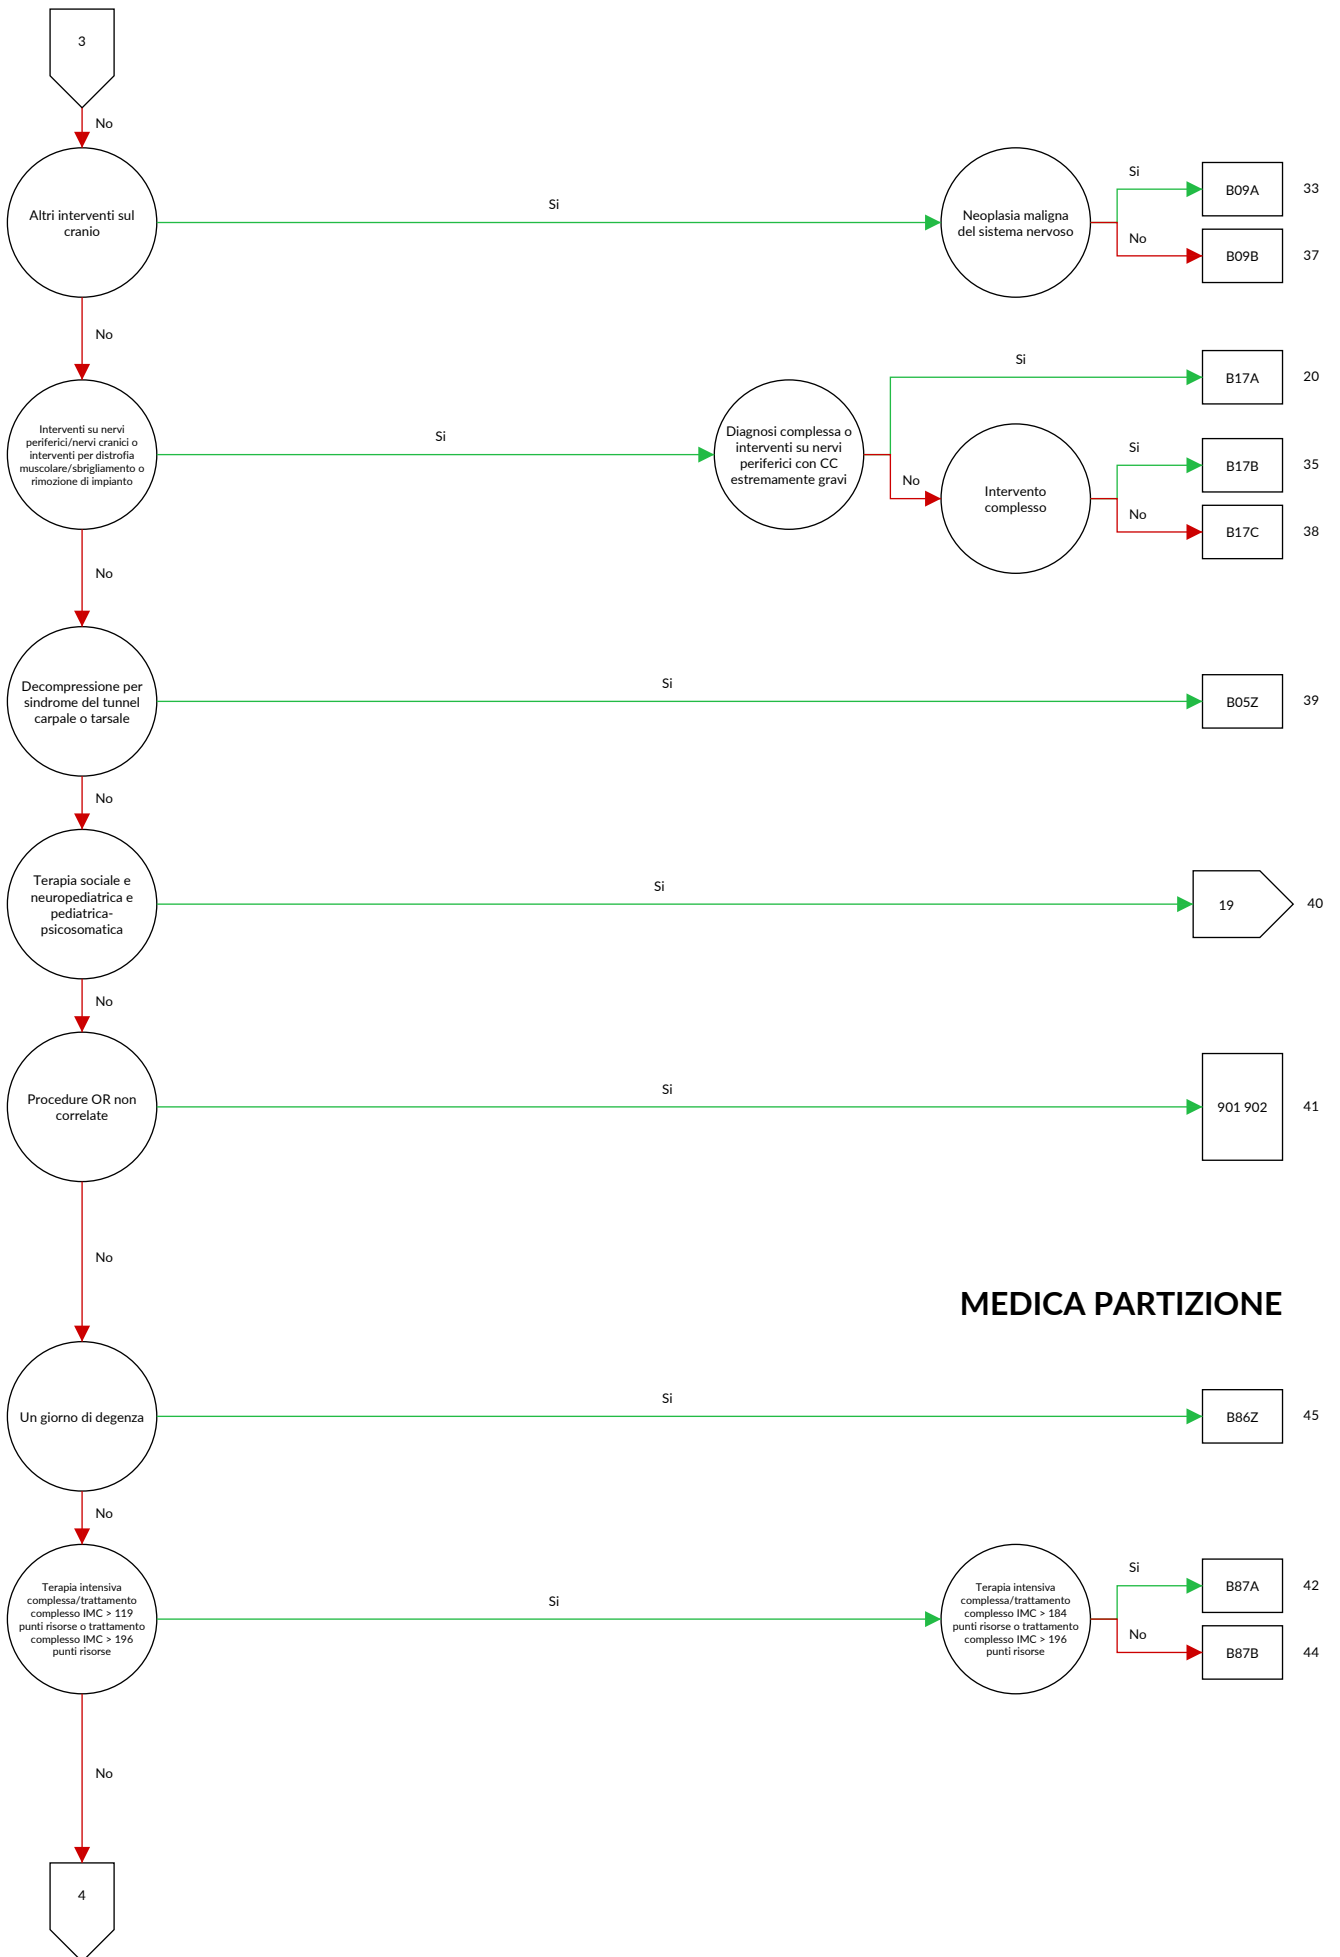 3
No
Altri interventi sul
cranio
Si
Neoplasia maligna
del sistema nervoso
Si
B09A
33
No
B09B
37
No
Interventi su nervi
periferici/nervi cranici o
interventi per distrofia
muscolare/sbrigliamento o
rimozione di impianto
Si
Diagnosi complessa o
interventi su nervi
periferici con CC
estremamente gravi
Si
B17A
20
No
Intervento
complesso
Si
B17B
35
No
B17C
38
No
Decompressione per
sindrome del tunnel
carpale o tarsale
Si
B05Z
39
No
Terapia sociale e
neuropediatrica e
pediatrica-
psicosomatica
Si
19
40
No
Procedure OR non
correlate
Si
901 902
41
No
MEDICA PARTIZIONE
Un giorno di degenza
Si
B86Z
45
No
Terapia intensiva
complessa/trattamento
complesso IMC > 119
punti risorse o trattamento
complesso IMC > 196
punti risorse
Si
Terapia intensiva
complessa/trattamento
complesso IMC > 184
punti risorse o trattamento
complesso IMC > 196
punti risorse
Si
B87A
42
No
B87B
44
No
4